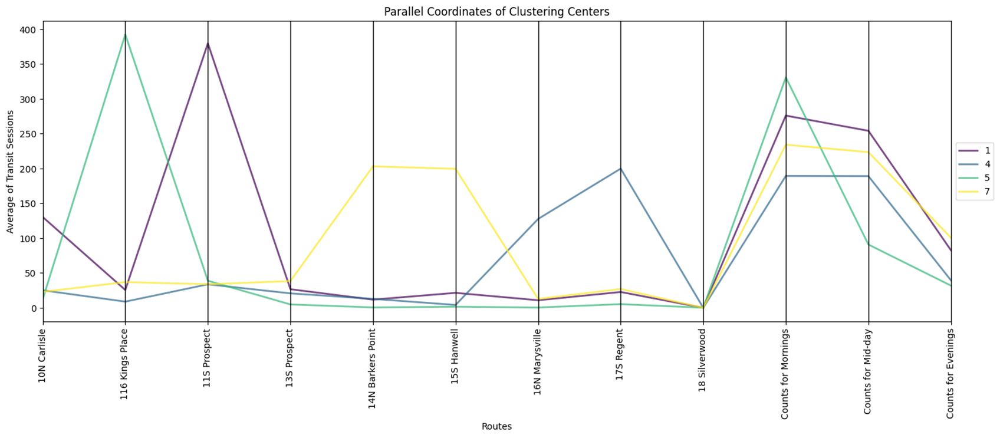 Parallel Coordinates of Clustering Centers
Average of Transit Sessions
400
350
300
250
200
150
100
50
0
10N Carlisle
116 Kings Place
11S Prospect
13S Prospect
14N Barkers Point
15S Hanwell
16N Marysville
17S Regent
18 Silverwood
Counts for Mornings
Counts for Mid-day
Counts for Evenings
Routes
1
4
5
7